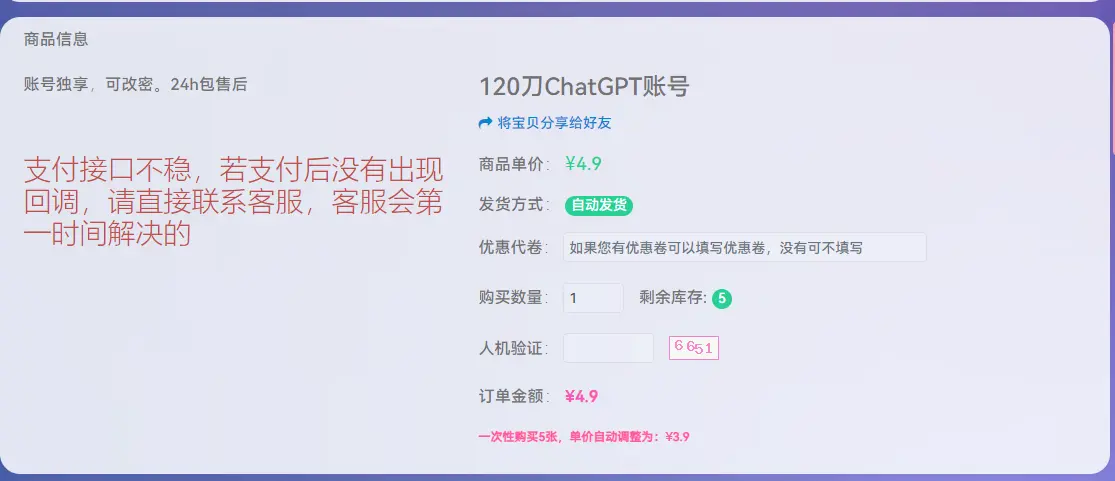 商品信息
账号独享，可改密。24h包售后
支付接口不稳，若支付后没有出现
回调，请直接联系客服，客服会第
一时间解决的
120刀ChatGPT账号
将宝贝分享给好友
商品单价: ¥4.9
发货方式: 自动发货
优惠代卷: 如果您有优惠卷可以填写优惠卷，没有可不填写
购买数量: 1 剩余库存: 5
人机验证: 6651
订单金额: ¥4.9
一次性购买5张，单价自动调整为：¥3.9